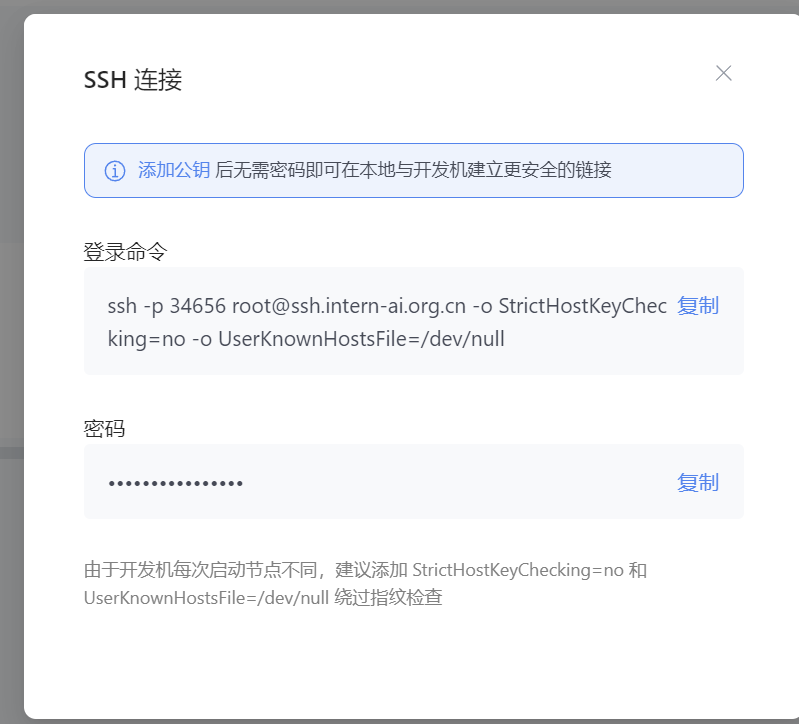 SSH 连接
添加公钥 后无需密码即可在本地与开发机建立更安全的链接
登录命令
ssh -p 34656 root@ssh.intern-ai.org.cn -o StrictHostKeyChec 复制
king=no -o UserKnownHostsFile=/dev/null
密码
•••••••••••••••• 复制
由于开发机每次启动节点不同，建议添加 StrictHostKeyChecking=no 和
UserKnownHostsFile=/dev/null 绕过指纹检查